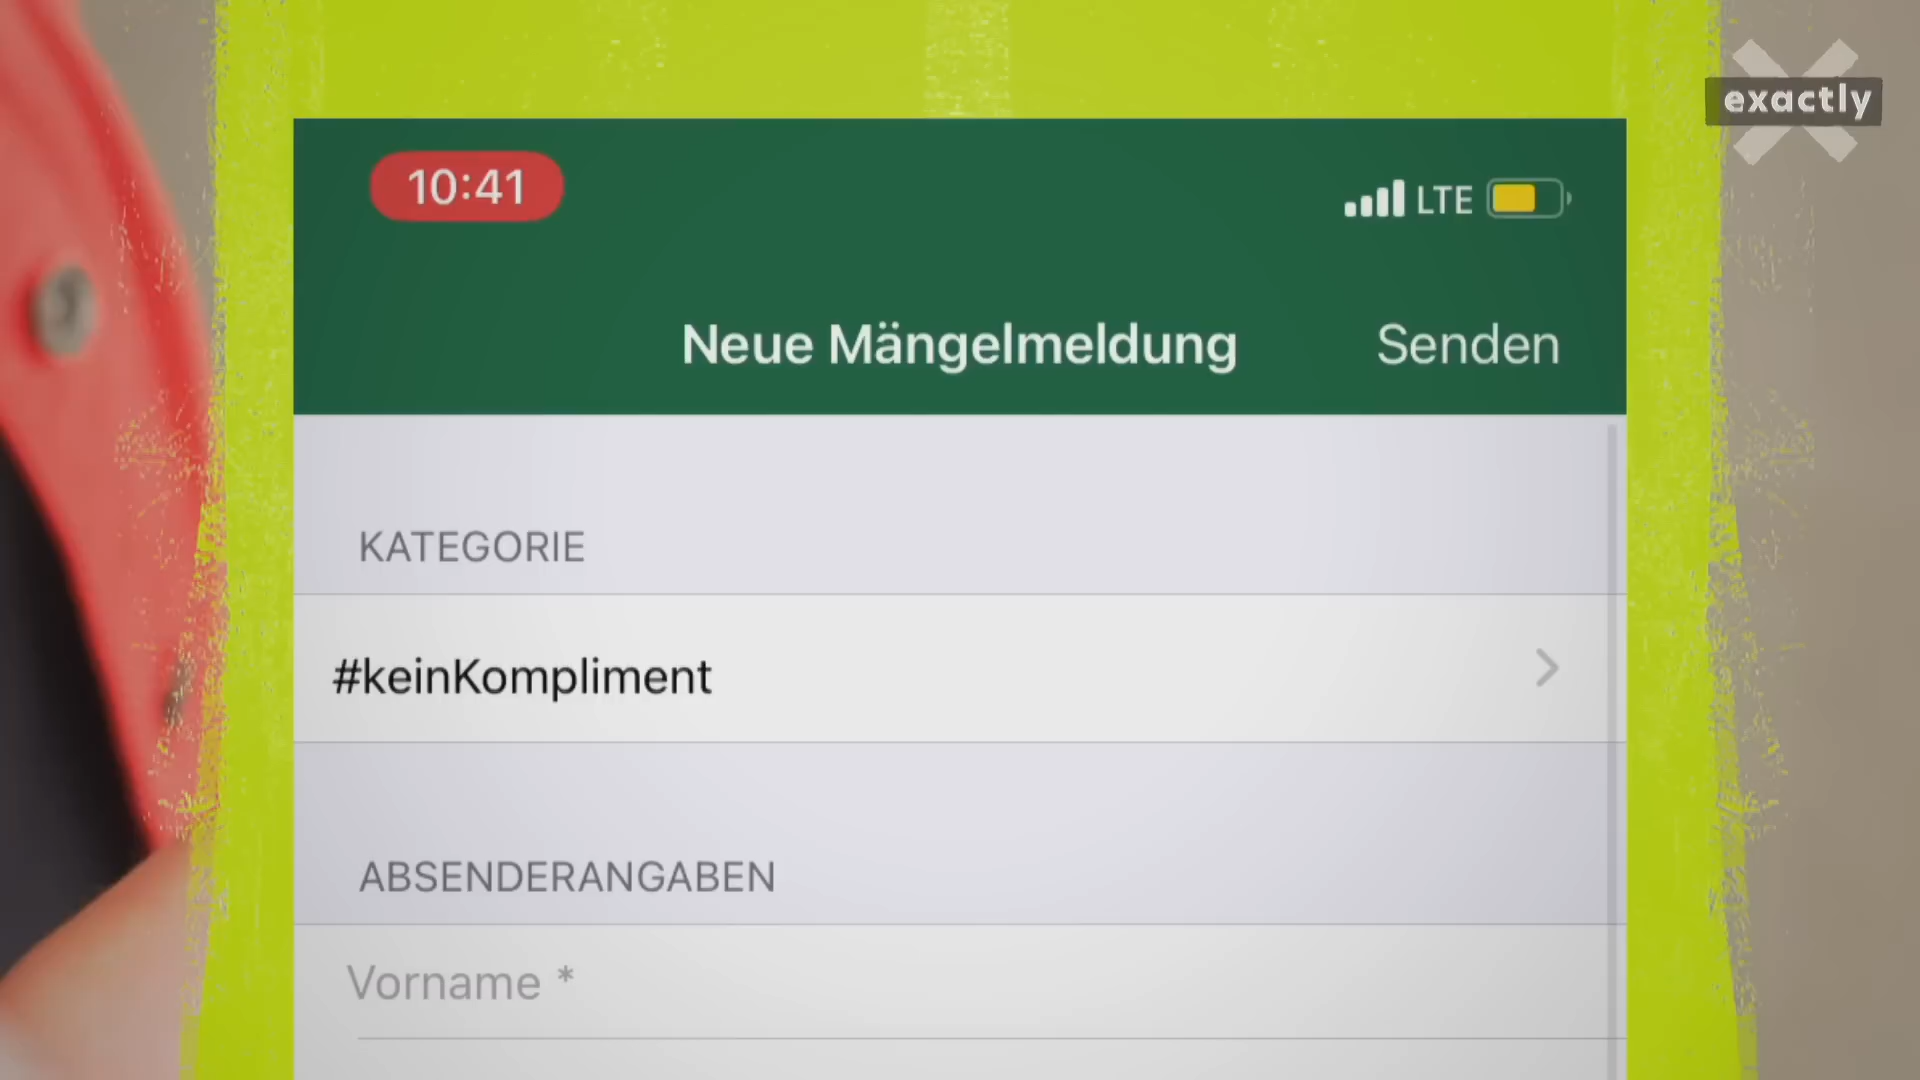 exactly
10:41
LTE
Neue Mängelmeldung
Senden
KATEGORIE
#keinKompliment
ABSENDERANGABEN
Vorname *